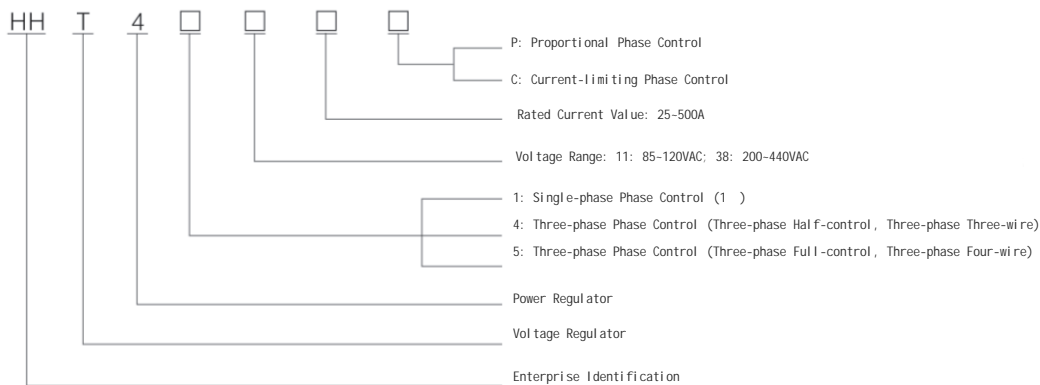 HH T 4 □ □ □ □
P: Proportional Phase Control
C: Current-limiting Phase Control
Rated Current Value: 25~500A
Voltage Range: 11: 85~120VAC; 38: 200~440VAC
1: Single-phase Phase Control (1 )
4: Three-phase Phase Control (Three-phase Half-control, Three-phase Three-wire)
5: Three-phase Phase Control (Three-phase Full-control, Three-phase Four-wire)
Power Regulator
Voltage Regulator
Enterprise Identification